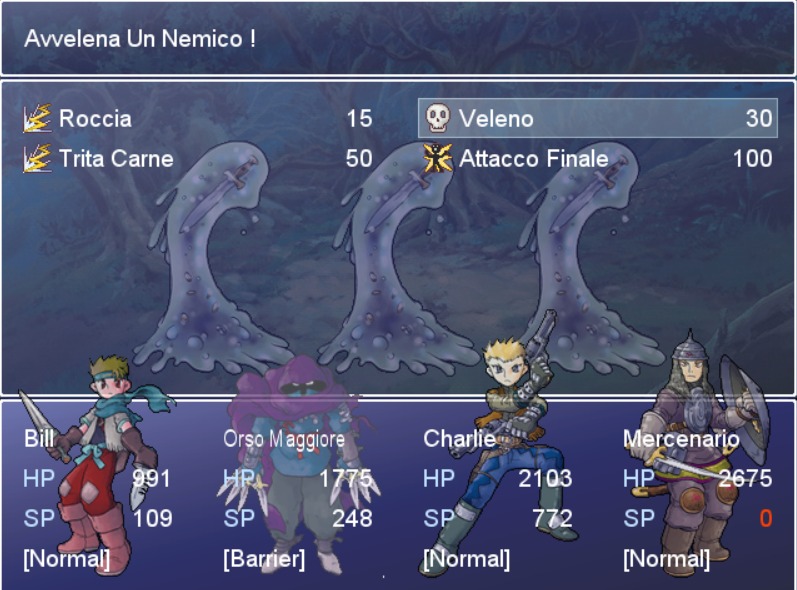 Avvelena Un Nemico !
Roccia 15 Veleno 30
Trita Carne 50 Attacco Finale 100
Bill Orso Maggiore Charlie Mercenario
HP 991 HP 1775 HP 2103 HP 2675
SP 109 SP 248 SP 772 SP 0
[Normal] [Barrier] [Normal] [Normal]